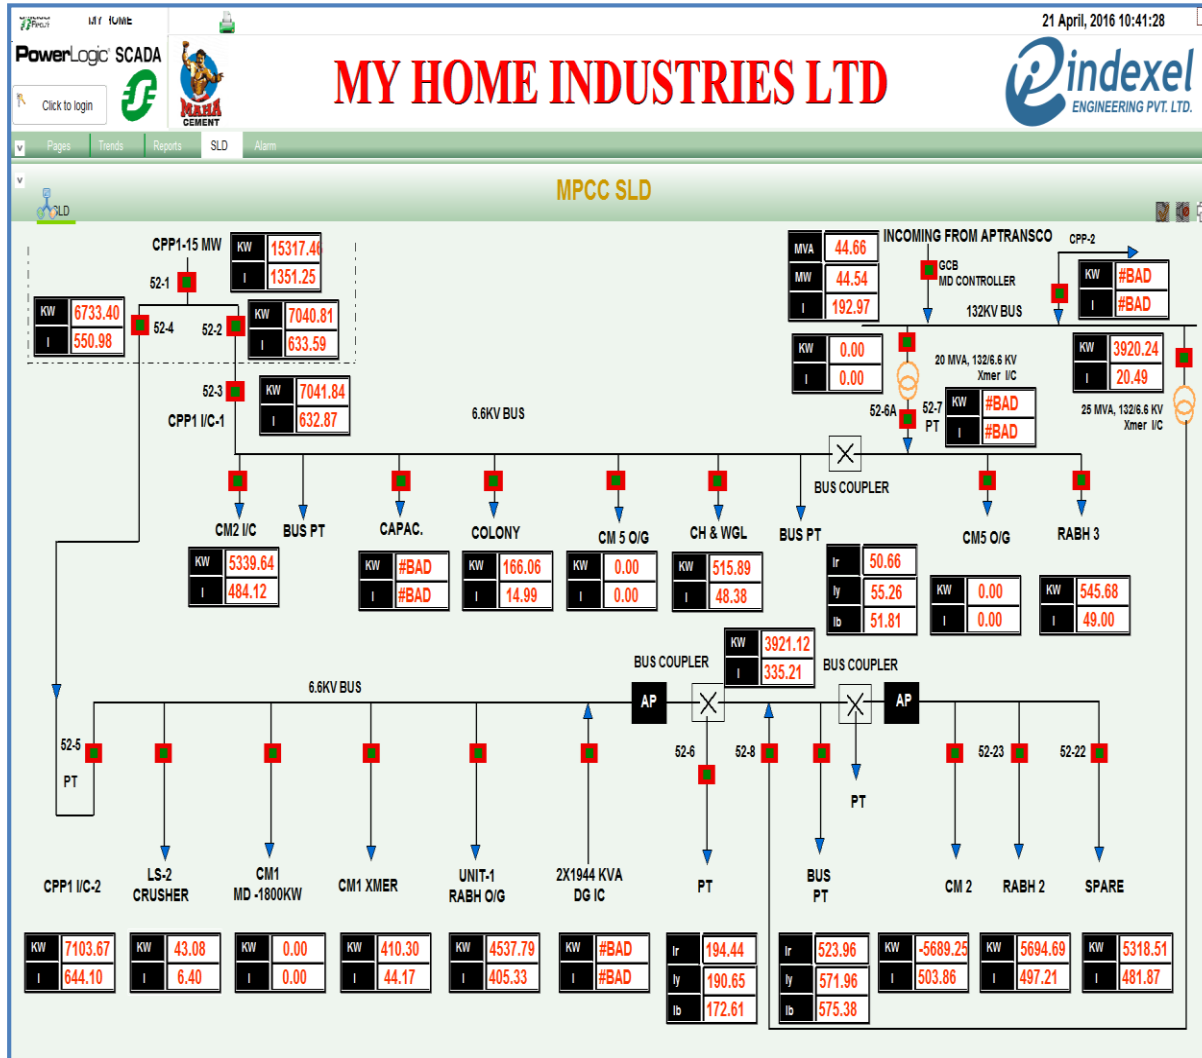 MY HOME
21 April, 2016 10:41:28
PowerLogic SCADA
Click to login
MAHA
CEMENT
MY HOME INDUSTRIES LTD
indexel
ENGINEERING PVT. LTD.
Pages Trends Reports SLD Alarm
MPCC SLD
SLD
CPP1-15 MW
KW 15317.46
I 1351.25
52-1
KW 6733.40
I 550.98
52-4
52-2
KW 7040.81
I 633.59
MVA 44.66
MW 44.54
I 192.97
INCOMING FROM APTRANSCO
GCB
MD CONTROLLER
CPP-2
KW #BAD
I #BAD
132KV BUS
KW 0.00
I 0.00
20 MVA, 132/6.6 KV
Xmer I/C
KW 3920.24
I 20.49
52-3
CPP1 I/C-1
KW 7041.84
I 632.87
6.6KV BUS
52-6A
52-7
PT
KW #BAD
I #BAD
25 MVA, 132/6.6 KV
Xmer I/C
BUS COUPLER
CM2 I/C
BUS PT
CAPAC.
COLONY
CM 5 O/G
CH & WGL
BUS PT
CM5 O/G
RABH 3
KW 5339.64
I 484.12
KW #BAD
I #BAD
KW 166.06
I 14.99
KW 0.00
I 0.00
KW 515.89
I 48.38
Ir 50.66
Iy 55.26
Ib 51.81
KW 0.00
I 0.00
KW 545.68
I 49.00
KW 3921.12
I 335.21
BUS COUPLER
BUS COUPLER
6.6KV BUS
AP
AP
52-5
PT
52-6
52-8
52-23
52-22
PT
CPP1 I/C-2
LS-2
CRUSHER
CM1
MD -1800KW
CM1 XMER
UNIT-1
RABH O/G
2X1944 KVA
DG IC
PT
BUS
PT
CM 2
RABH 2
SPARE
KW 7103.67
I 644.10
KW 43.08
I 6.40
KW 0.00
I 0.00
KW 410.30
I 44.17
KW 4537.79
I 405.33
KW #BAD
I #BAD
Ir 194.44
Iy 190.65
Ib 172.61
Ir 523.96
Iy 571.96
Ib 575.38
KW -5689.25
I 503.86
KW 5694.69
I 497.21
KW 5318.51
I 481.87